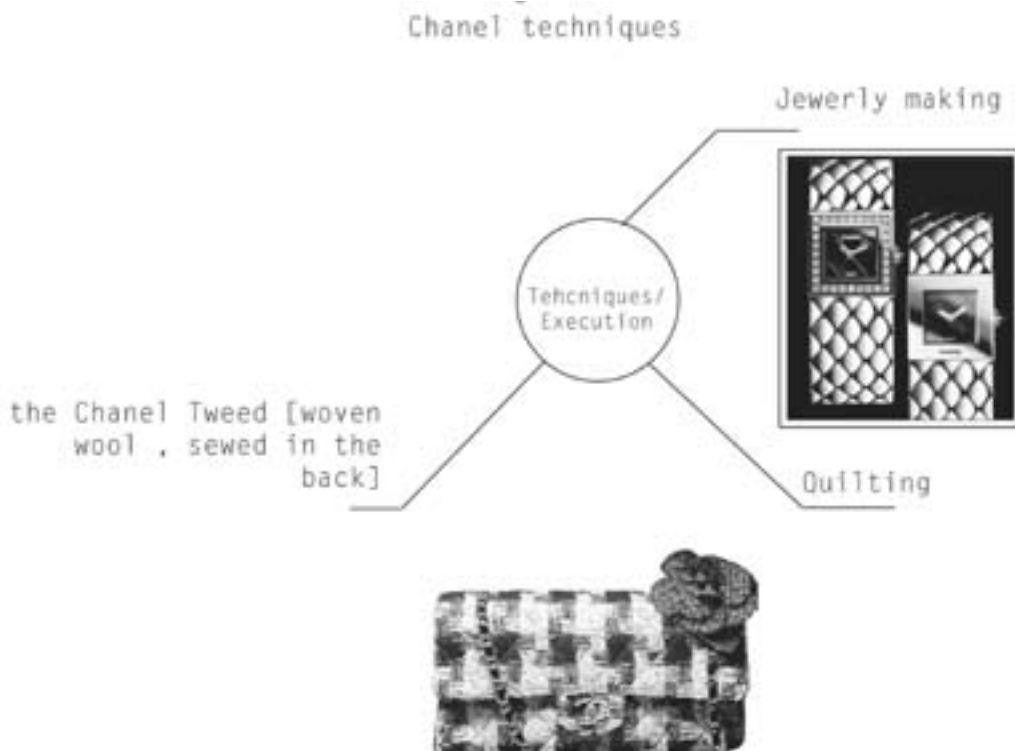 Chanel techniques
Jewerly making
Tehcniques/
Execution
the Chanel Tweed [woven
wool , sewed in the
back]
Quilting